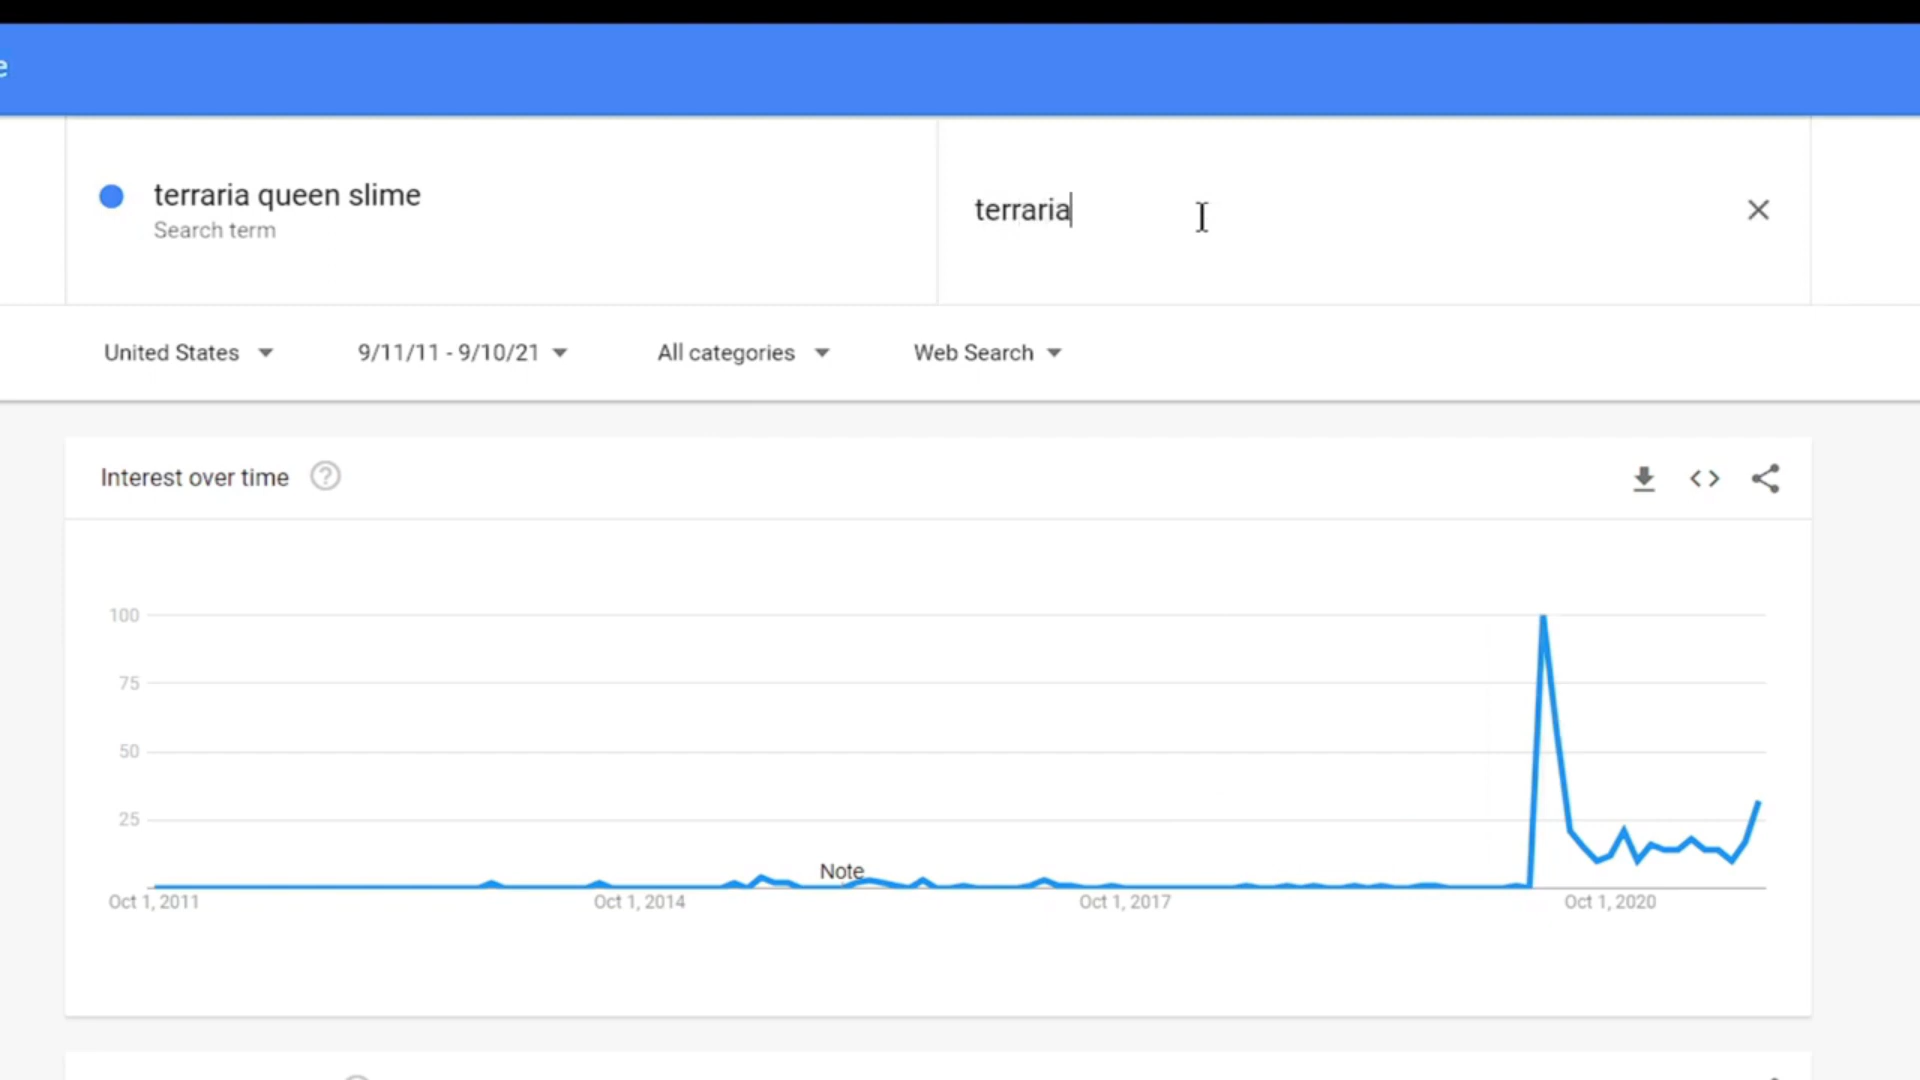 e
terraria queen slime
Search term
terraria
United States
9/11/11 - 9/10/21
All categories
Web Search
Interest over time
100
75
50
25
Note
Oct 1, 2011
Oct 1, 2014
Oct 1, 2017
Oct 1, 2020